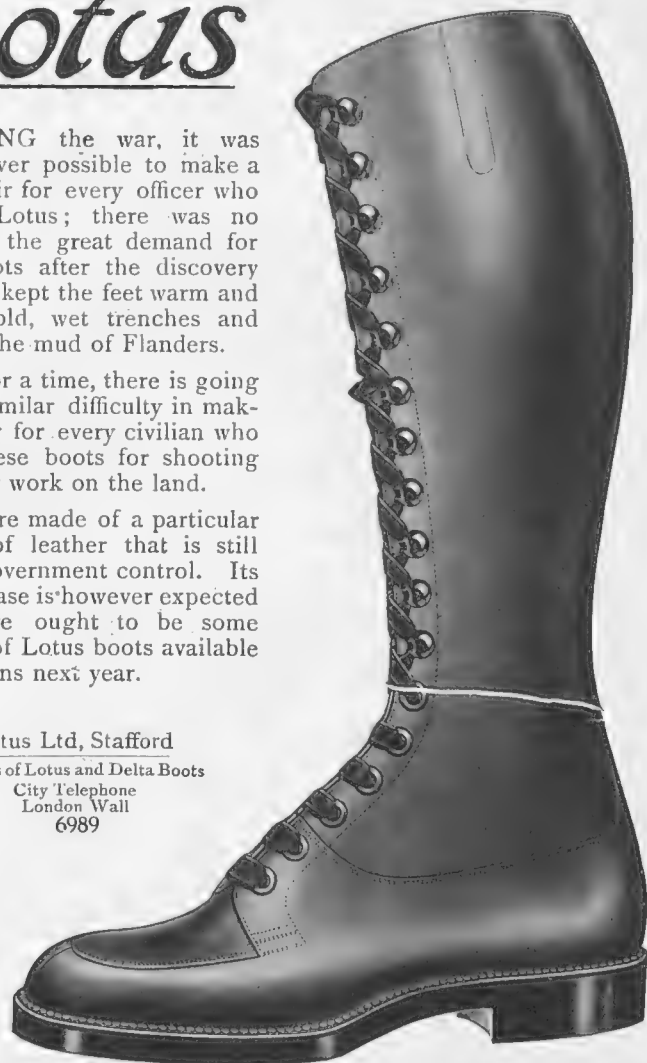 otus
NG the war, it was
ver possible to make a
ir for every officer who
Lotus; there was no
the great demand for
ots after the discovery
kept the feet warm and
old, wet trenches and
he mud of Flanders.
or a time, there is going
milar difficulty in mak-
r for every civilian who
ese boots for shooting
work on the land.
re made of a particular
of leather that is still
overnment control. Its
ase is however expected
e ought to be some
of Lotus boots available
ns next year.
tus Ltd, Stafford
s of Lotus and Delta Boots
City Telephone
London Wall
6989